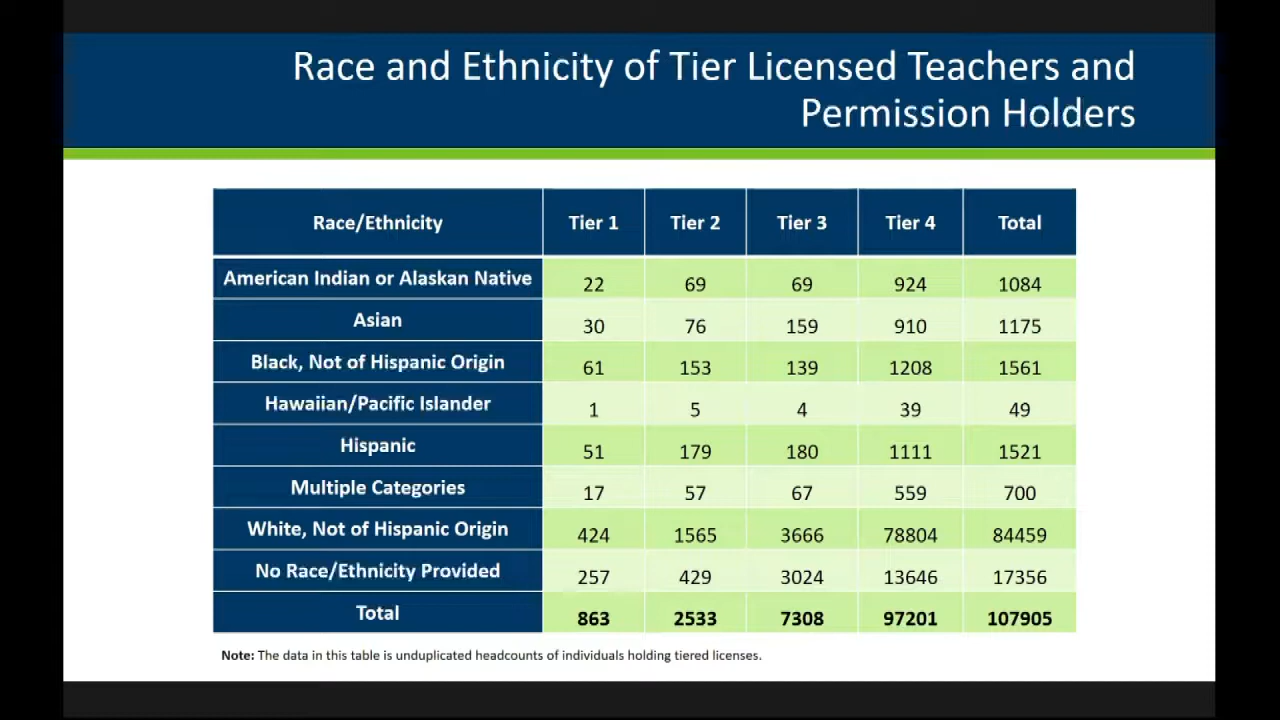 Race and Ethnicity of Tier Licensed Teachers and
Permission Holders
Race/Ethnicity Tier 1 Tier 2 Tier 3 Tier 4 Total
American Indian or Alaskan Native 22 69 69 924 1084
Asian 30 76 159 910 1175
Black, Not of Hispanic Origin 61 153 139 1208 1561
Hawaiian/Pacific Islander 1 5 4 39 49
Hispanic 51 179 180 1111 1521
Multiple Categories 17 57 67 559 700
White, Not of Hispanic Origin 424 1565 3666 78804 84459
No Race/Ethnicity Provided 257 429 3024 13646 17356
Total 863 2533 7308 97201 107905
Note: The data in this table is unduplicated headcounts of individuals holding tiered licenses.